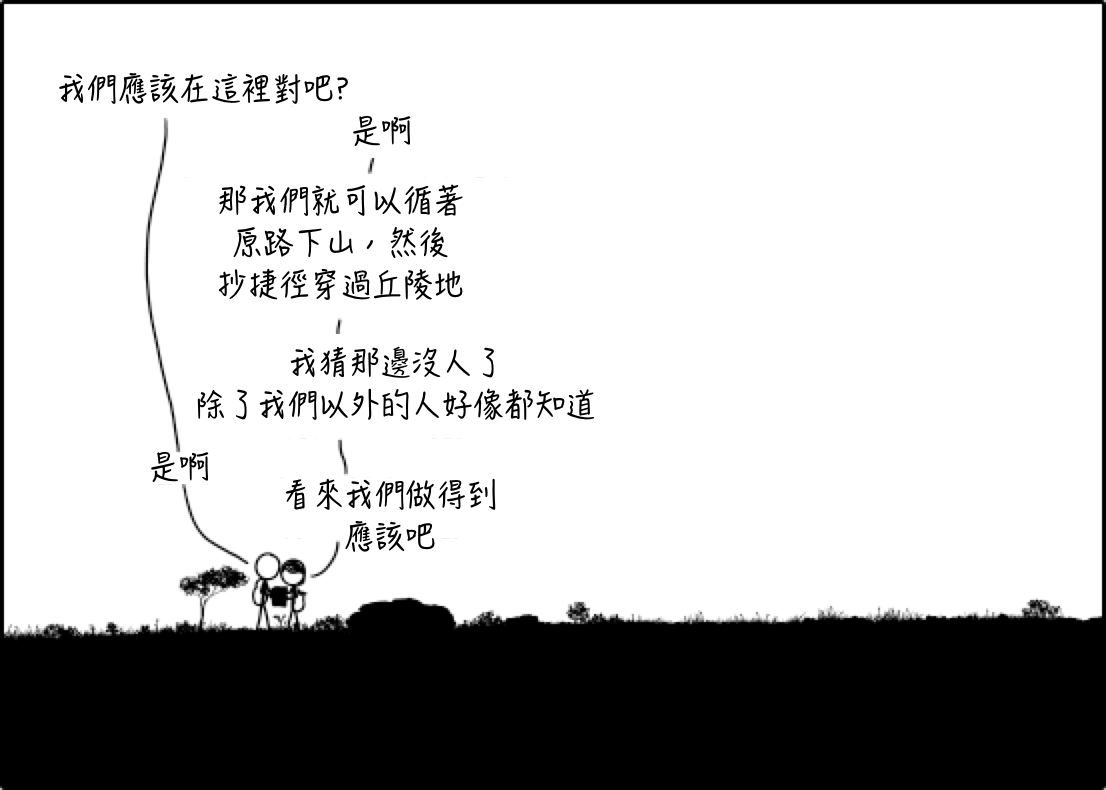 我們應該在這裡對吧?
是啊
那我們就可以循著
原路下山，然後
抄捷徑穿過丘陵地
我猜那邊沒人了
除了我們以外的人好像都知道
是啊
看來我們做得到
應該吧